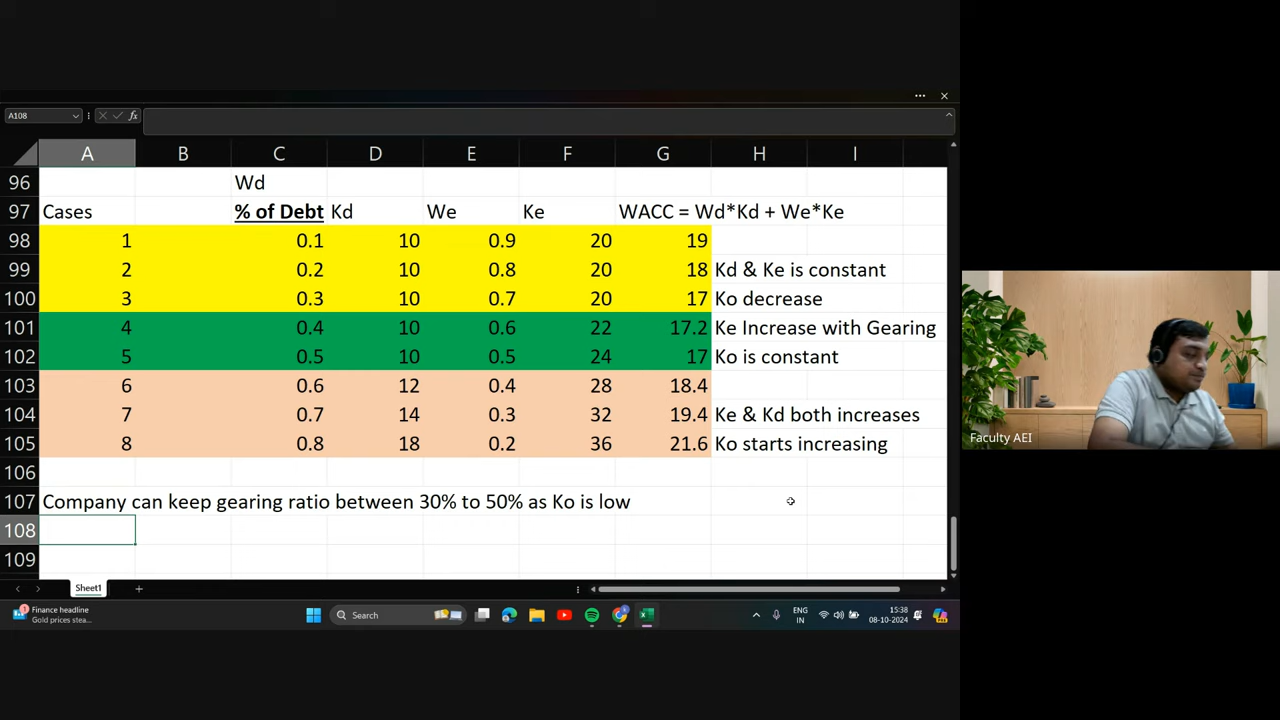 A108
fx
A B C D E F G H I
96 Wd
97 Cases % of Debt Kd We Ke WACC = Wd*Kd + We*Ke
98 1 0.1 10 0.9 20 19
99 2 0.2 10 0.8 20 18 Kd & Ke is constant
100 3 0.3 10 0.7 20 17 Ko decrease
101 4 0.4 10 0.6 22 17.2 Ke Increase with Gearing
102 5 0.5 10 0.5 24 17 Ko is constant
103 6 0.6 12 0.4 28 18.4
104 7 0.7 14 0.3 32 19.4 Ke & Kd both increases
105 8 0.8 18 0.2 36 21.6 Ko starts increasing
106
107 Company can keep gearing ratio between 30% to 50% as Ko is low
108
109
Faculty AEI
Sheet1
Finance headline
Gold prices stea...
Search
ENG
IN
15:38
08-10-2024